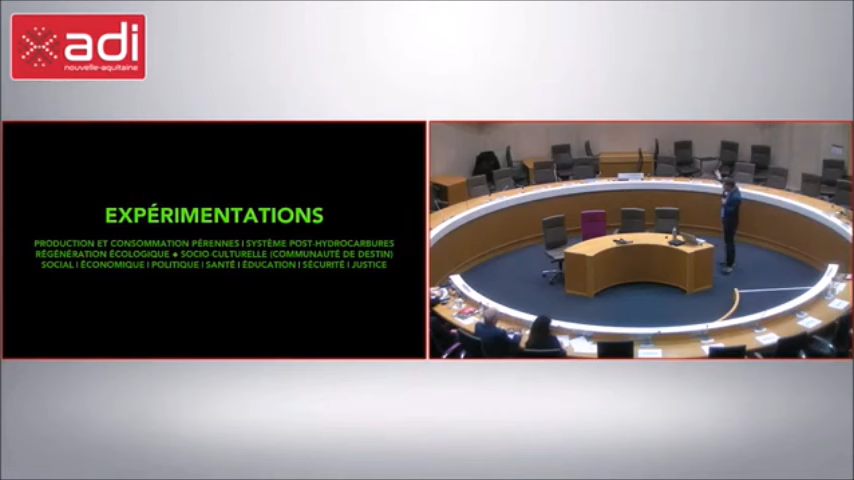 adi
nouvelle-aquitaine
EXPÉRIMENTATIONS
PRODUCTION ET CONSOMMATION PÉRENNES I SYSTÈME POST-HYDROCARBURES
RÉGÉNÉRATION ÉCOLOGIQUE + SOCIO-CULTURELLE (COMMUNAUTÉ DE DESTIN)
SOCIAL I ÉCONOMIQUE I POLITIQUE I SANTÉ I ÉDUCATION I SÉCURITÉ I JUSTICE